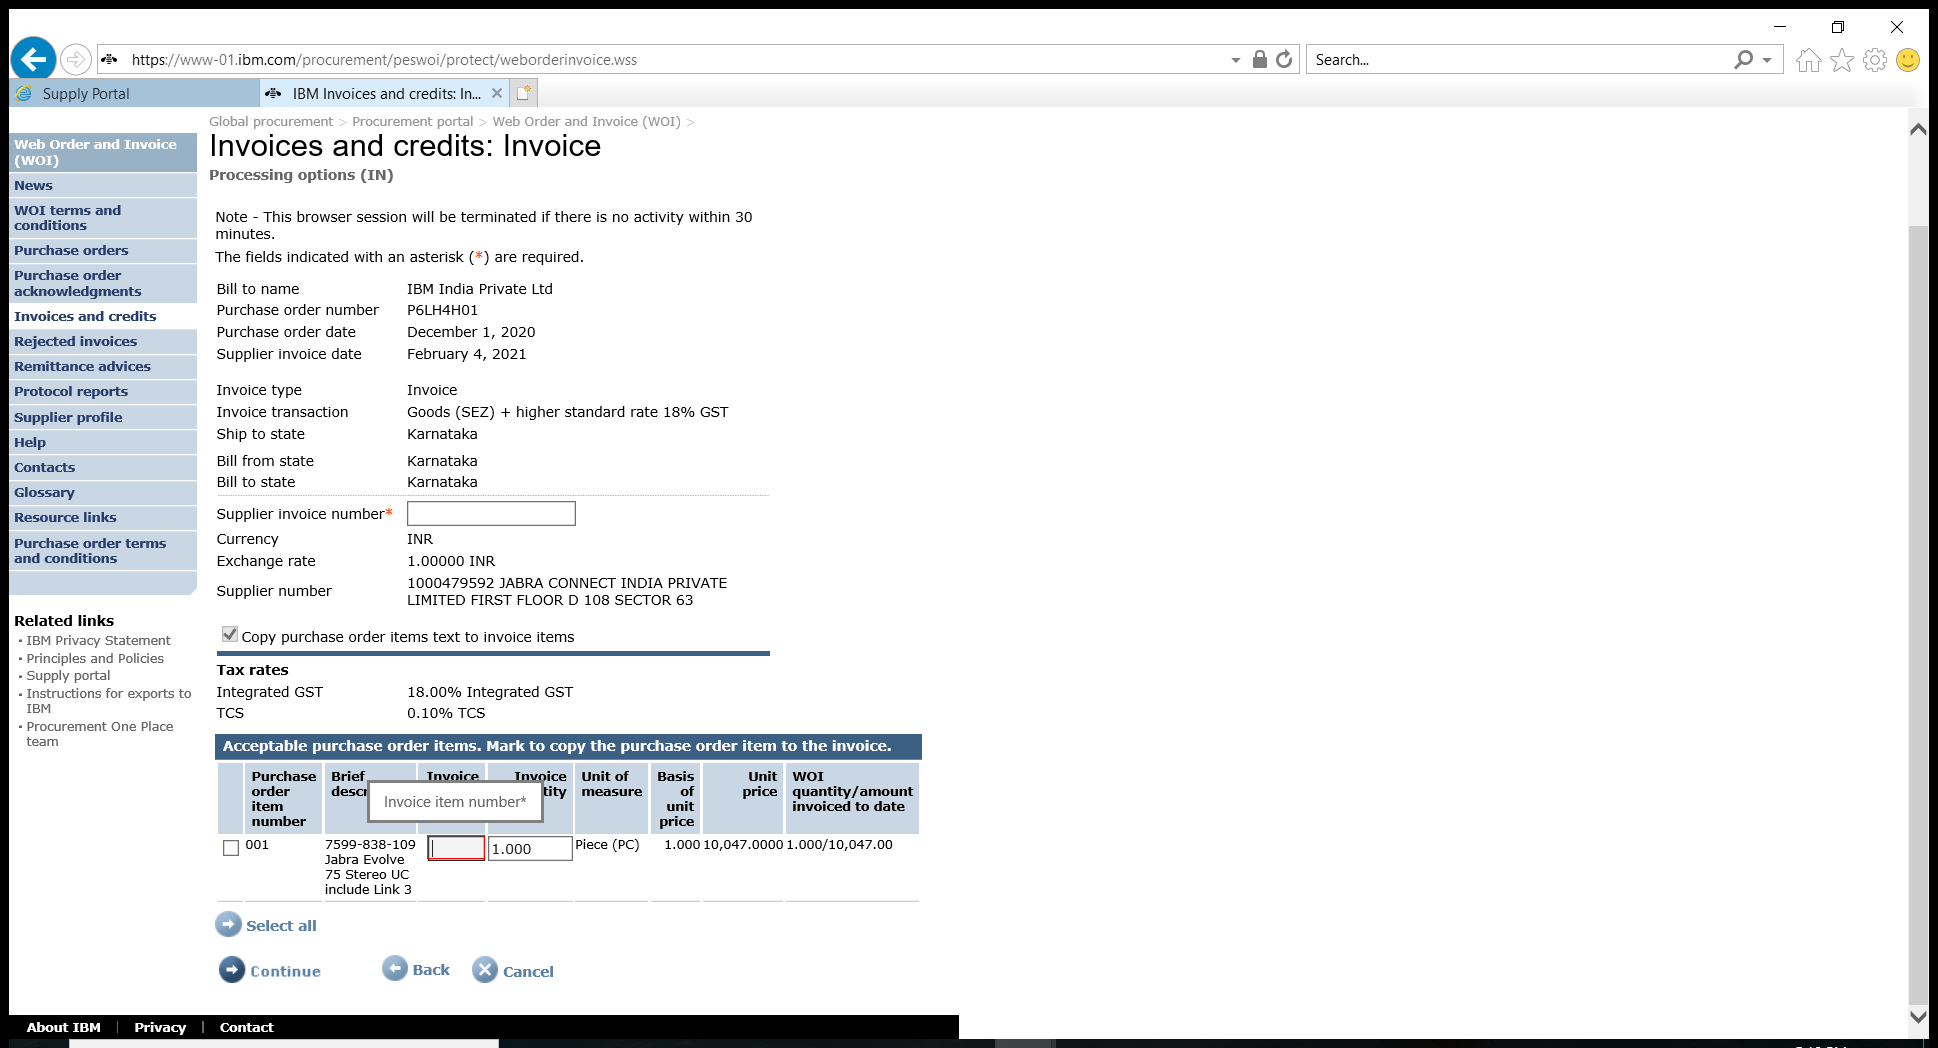 https://www-01.ibm.com/procurement/peswoi/protect/weborderinvoice.wss
Search...
Supply Portal
IBM Invoices and credits: In...
Global procurement > Procurement portal > Web Order and Invoice (WOI) >
Invoices and credits: Invoice
Processing options (IN)
Web Order and Invoice
(WOI)
News
WOI terms and
conditions
Purchase orders
Purchase order
acknowledgments
Invoices and credits
Rejected invoices
Remittance advices
Protocol reports
Supplier profile
Help
Contacts
Glossary
Resource links
Purchase order terms
and conditions
Related links
IBM Privacy Statement
Principles and Policies
Supply portal
Instructions for exports to
IBM
Procurement One Place
team
Note - This browser session will be terminated if there is no activity within 30
minutes.
The fields indicated with an asterisk (*) are required.
Bill to name IBM India Private Ltd
Purchase order number P6LH4H01
Purchase order date December 1, 2020
Supplier invoice date February 4, 2021
Invoice type Invoice
Invoice transaction Goods (SEZ) + higher standard rate 18% GST
Ship to state Karnataka
Bill from state Karnataka
Bill to state Karnataka
Supplier invoice number*
Currency INR
Exchange rate 1.00000 INR
Supplier number 1000479592 JABRA CONNECT INDIA PRIVATE
LIMITED FIRST FLOOR D 108 SECTOR 63
Copy purchase order items text to invoice items
Tax rates
Integrated GST 18.00% Integrated GST
TCS 0.10% TCS
Acceptable purchase order items. Mark to copy the purchase order item to the invoice.
Purchase Brief Invoice Invoice Unit of Basis Unit WOI
order descr tity measure of price quantity/amount
item unit invoiced to date
number price
Invoice item number*
001 7599-838-109 1.000 Piece (PC) 1.000 10,047.0000 1.000/10,047.00
Jabra Evolve
75 Stereo UC
include Link 3
Select all
Continue Back Cancel
About IBM | Privacy | Contact